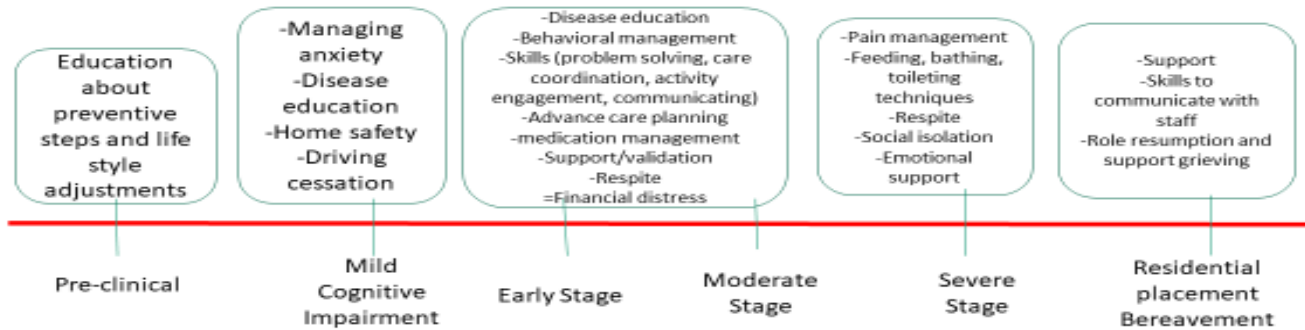 Education
about
preventive
steps and life
style
adjustments
-Managing
anxiety
-Disease
education
-Home safety
-Driving
cessation
-Disease education
-Behavioral management
-Skills (problem solving, care
coordination, activity
engagement, communicating)
-Advance care planning
-medication management
-Support/validation
-Respite
=Financial distress
-Pain management
-Feeding, bathing,
toileting
techniques
-Respite
-Social isolation
-Emotional
support
-Support
-Skills to
communicate with
staff
-Role resumption and
support grieving
Pre-clinical
Mild
Cognitive
Impairment
Early Stage
Moderate
Stage
Severe
Stage
Residential
placement
Bereavement